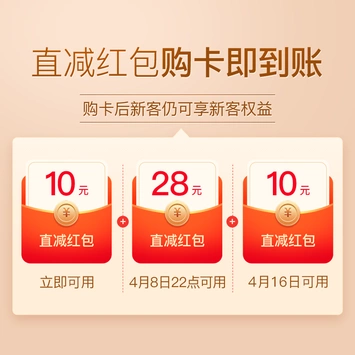 直减红包购卡即到账
购卡后新客仍可享新客权益
10元
¥
直减红包
立即可用
+
28元
¥
直减红包
4月8日22点可用
+
10元
¥
直减红包
4月16日可用